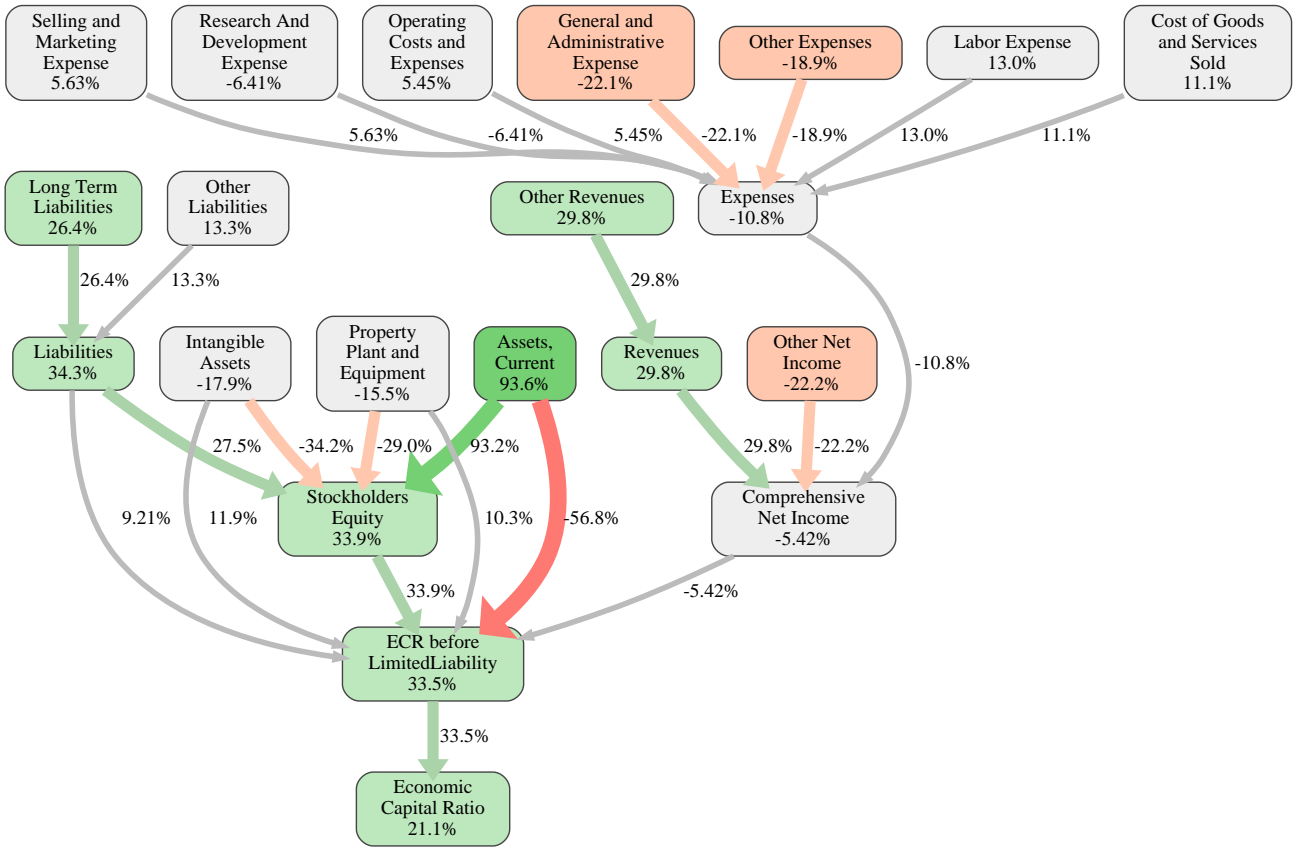 Selling and
Marketing
Expense
5.63%
Research And
Development
Expense
-6.41%
Operating
Costs and
Expenses
5.45%
General and
Administrative
Expense
-22.1%
Other Expenses
-18.9%
Labor Expense
13.0%
Cost of Goods
and Services
Sold
11.1%
5.63%
-6.41%
5.45%
-22.1%
-18.9%
13.0%
11.1%
Long Term
Liabilities
26.4%
Other
Liabilities
13.3%
Other Revenues
29.8%
Expenses
-10.8%
26.4%
13.3%
29.8%
-10.8%
Liabilities
34.3%
Intangible
Assets
-17.9%
Property
Plant and
Equipment
-15.5%
Assets,
Current
93.6%
Revenues
29.8%
Other Net
Income
-22.2%
27.5%
-34.2%
-29.0%
93.2%
29.8%
-22.2%
Stockholders
Equity
33.9%
Comprehensive
Net Income
-5.42%
9.21%
11.9%
10.3%
-56.8%
33.9%
-5.42%
ECR before
LimitedLiability
33.5%
33.5%
Economic
Capital Ratio
21.1%